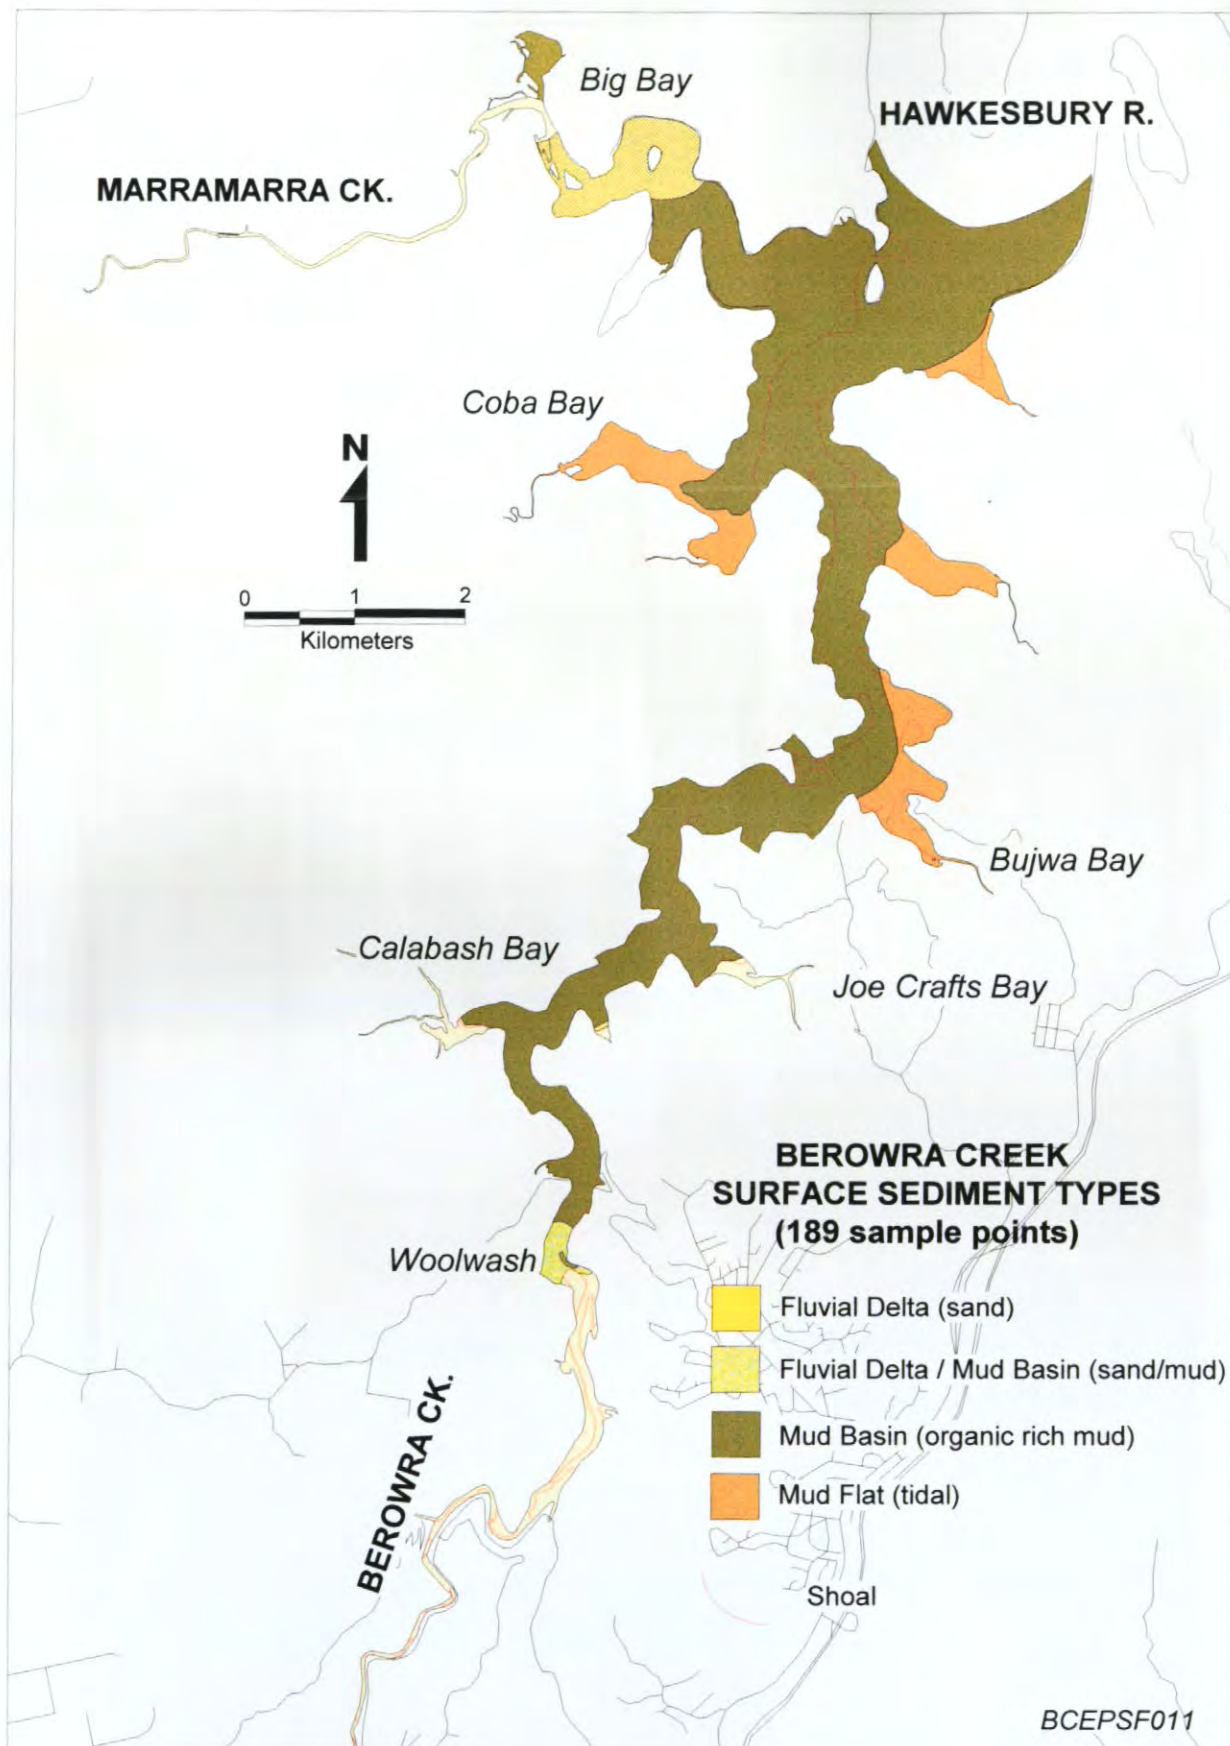 Big Bay
HAWKESBURY R.
MARRAMARRA CK.
Coba Bay
N
0 1 2
Kilometers
Bujwa Bay
Calabash Bay
Joe Crafts Bay
BEROWRA CREEK
SURFACE SEDIMENT TYPES
(189 sample points)
Woolwash
Fluvial Delta (sand)
Fluvial Delta / Mud Basin (sand/mud)
BEROWRA CK.
Mud Basin (organic rich mud)
Mud Flat (tidal)
Shoal
BCEPSF011